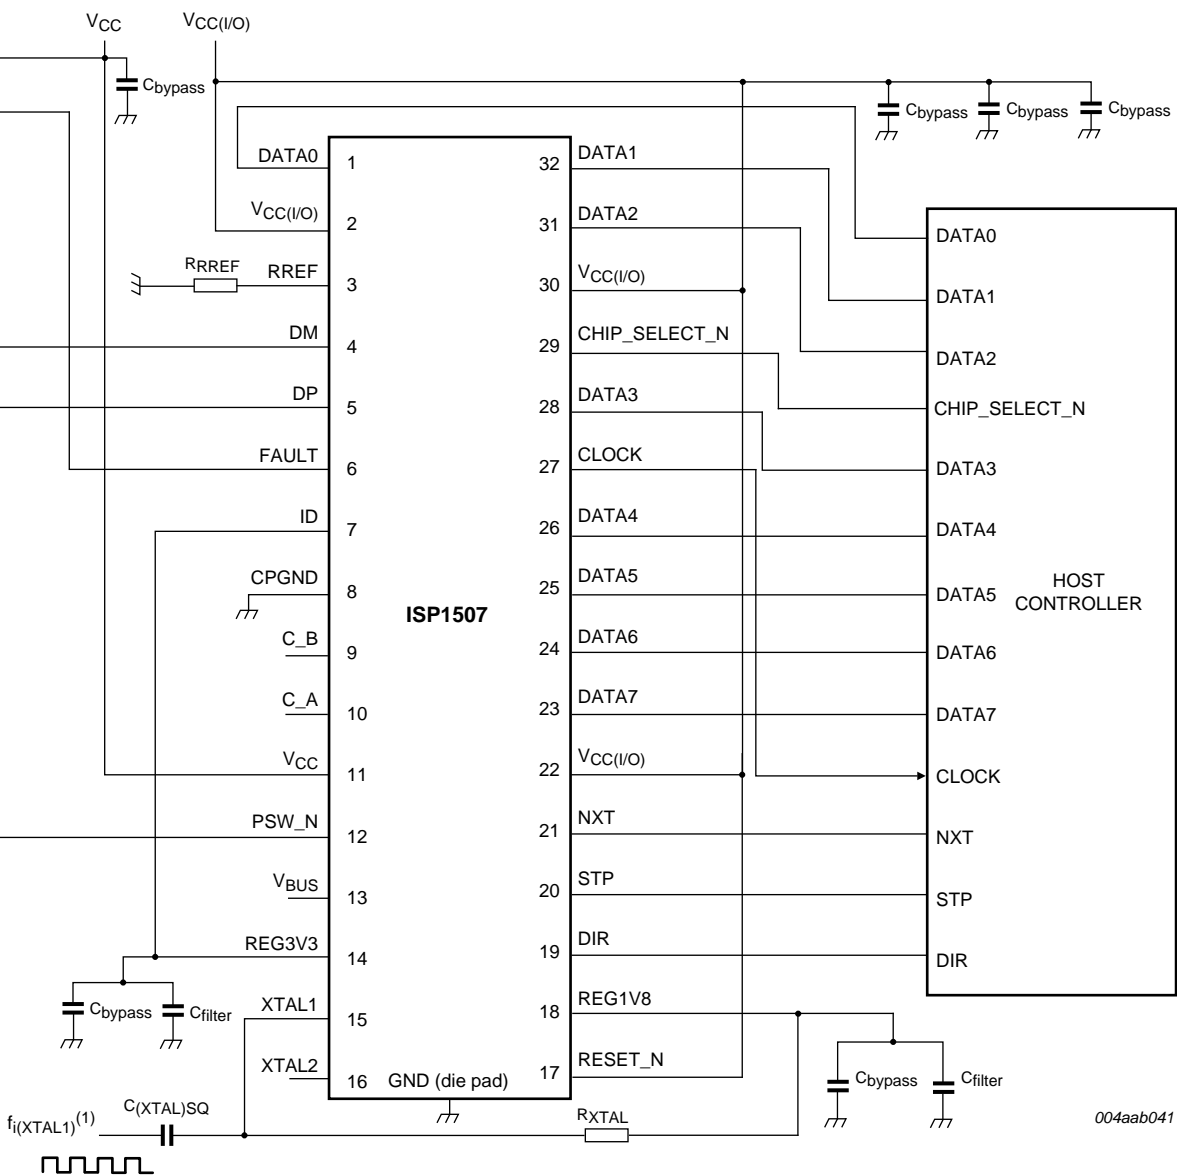 VCC
VCC(I/O)
Cbypass
Cbypass
Cbypass
Cbypass
DATA0
1
VCC(I/O)
2
RRREF
RREF
3
DM
4
DP
5
FAULT
6
ID
7
CPGND
8
C_B
9
C_A
10
VCC
11
PSW_N
12
VBUS
13
REG3V3
14
Cbypass
Cfilter
XTAL1
15
XTAL2
16
GND (die pad)
ISP1507
32
DATA1
31
DATA2
30
VCC(I/O)
29
CHIP_SELECT_N
28
DATA3
27
CLOCK
26
DATA4
25
DATA5
24
DATA6
23
DATA7
22
VCC(I/O)
21
NXT
20
STP
19
DIR
18
REG1V8
17
RESET_N
DATA0
DATA1
DATA2
CHIP_SELECT_N
DATA3
DATA4
DATA5
DATA6
DATA7
CLOCK
NXT
STP
DIR
HOST
CONTROLLER
Cbypass
Cfilter
C(XTAL)SQ
fi(XTAL1)(1)
RXTAL
004aab041